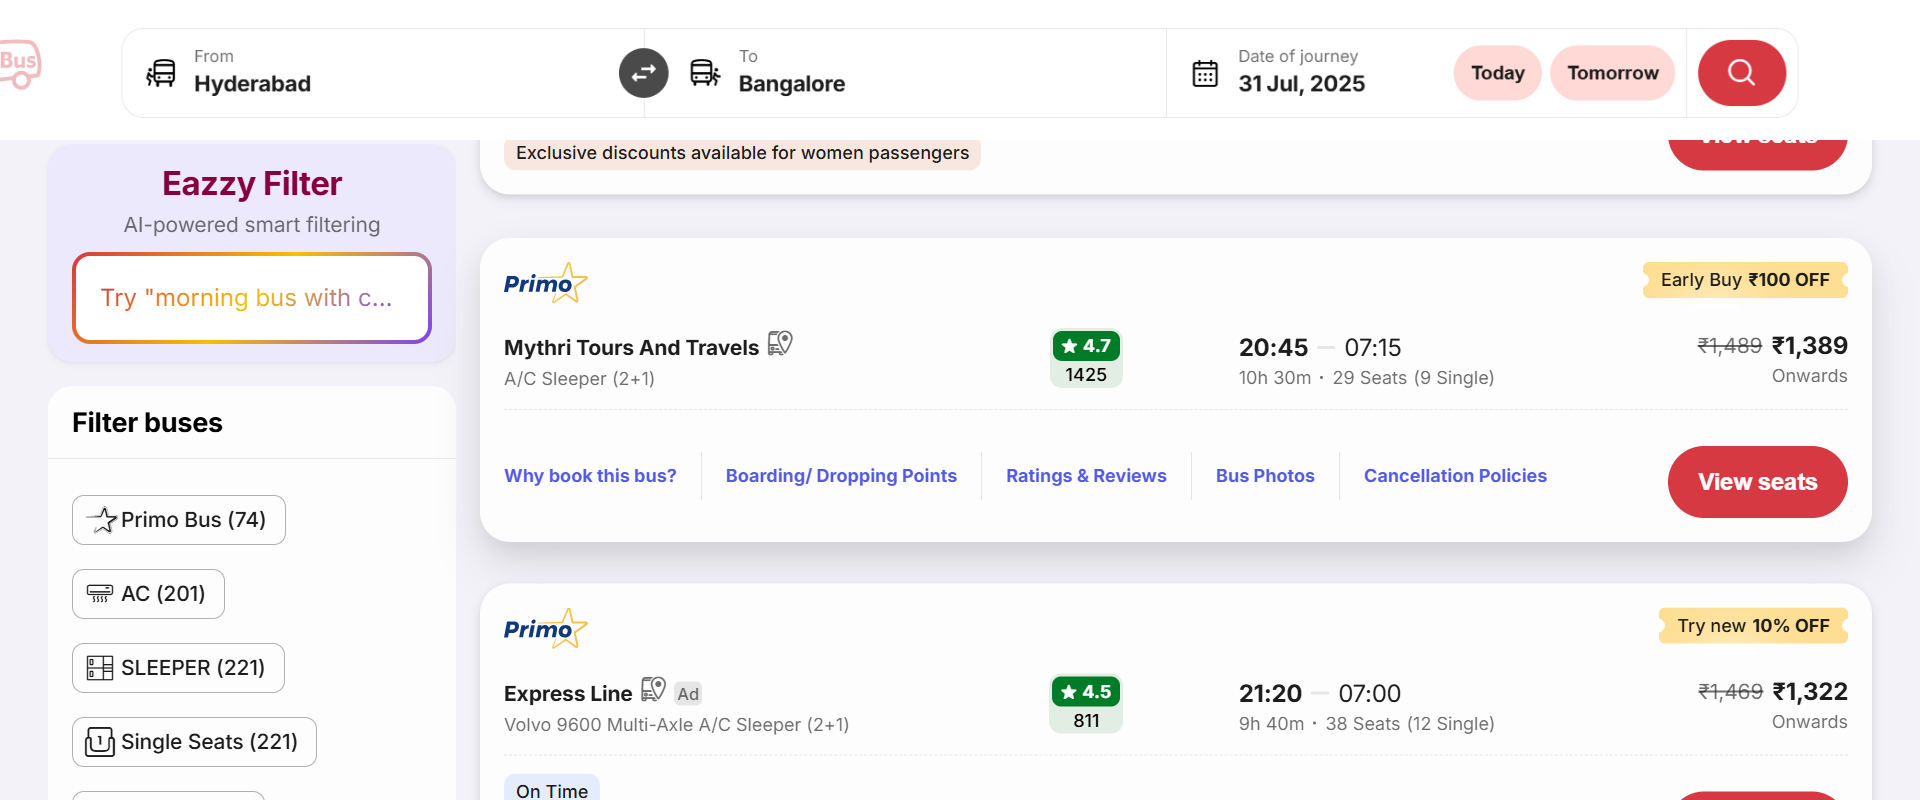 Bus
From
Hyderabad
To
Bangalore
Date of journey
31 Jul, 2025
Today
Tomorrow
Eazzy Filter
AI-powered smart filtering
Try "morning bus with c...
Filter buses
Primo Bus (74)
AC (201)
SLEEPER (221)
1
Single Seats (221)
Exclusive discounts available for women passengers
View seats
Primo
Early Buy ₹100 OFF
Mythri Tours And Travels
A/C Sleeper (2+1)
★ 4.7
1425
20:45 — 07:15
10h 30m · 29 Seats (9 Single)
₹1,489 ₹1,389
Onwards
Why book this bus?
Boarding/ Dropping Points
Ratings & Reviews
Bus Photos
Cancellation Policies
View seats
Primo
Try new 10% OFF
Express Line Ad
Volvo 9600 Multi-Axle A/C Sleeper (2+1)
★ 4.5
811
21:20 — 07:00
9h 40m · 38 Seats (12 Single)
₹1,469 ₹1,322
Onwards
On Time